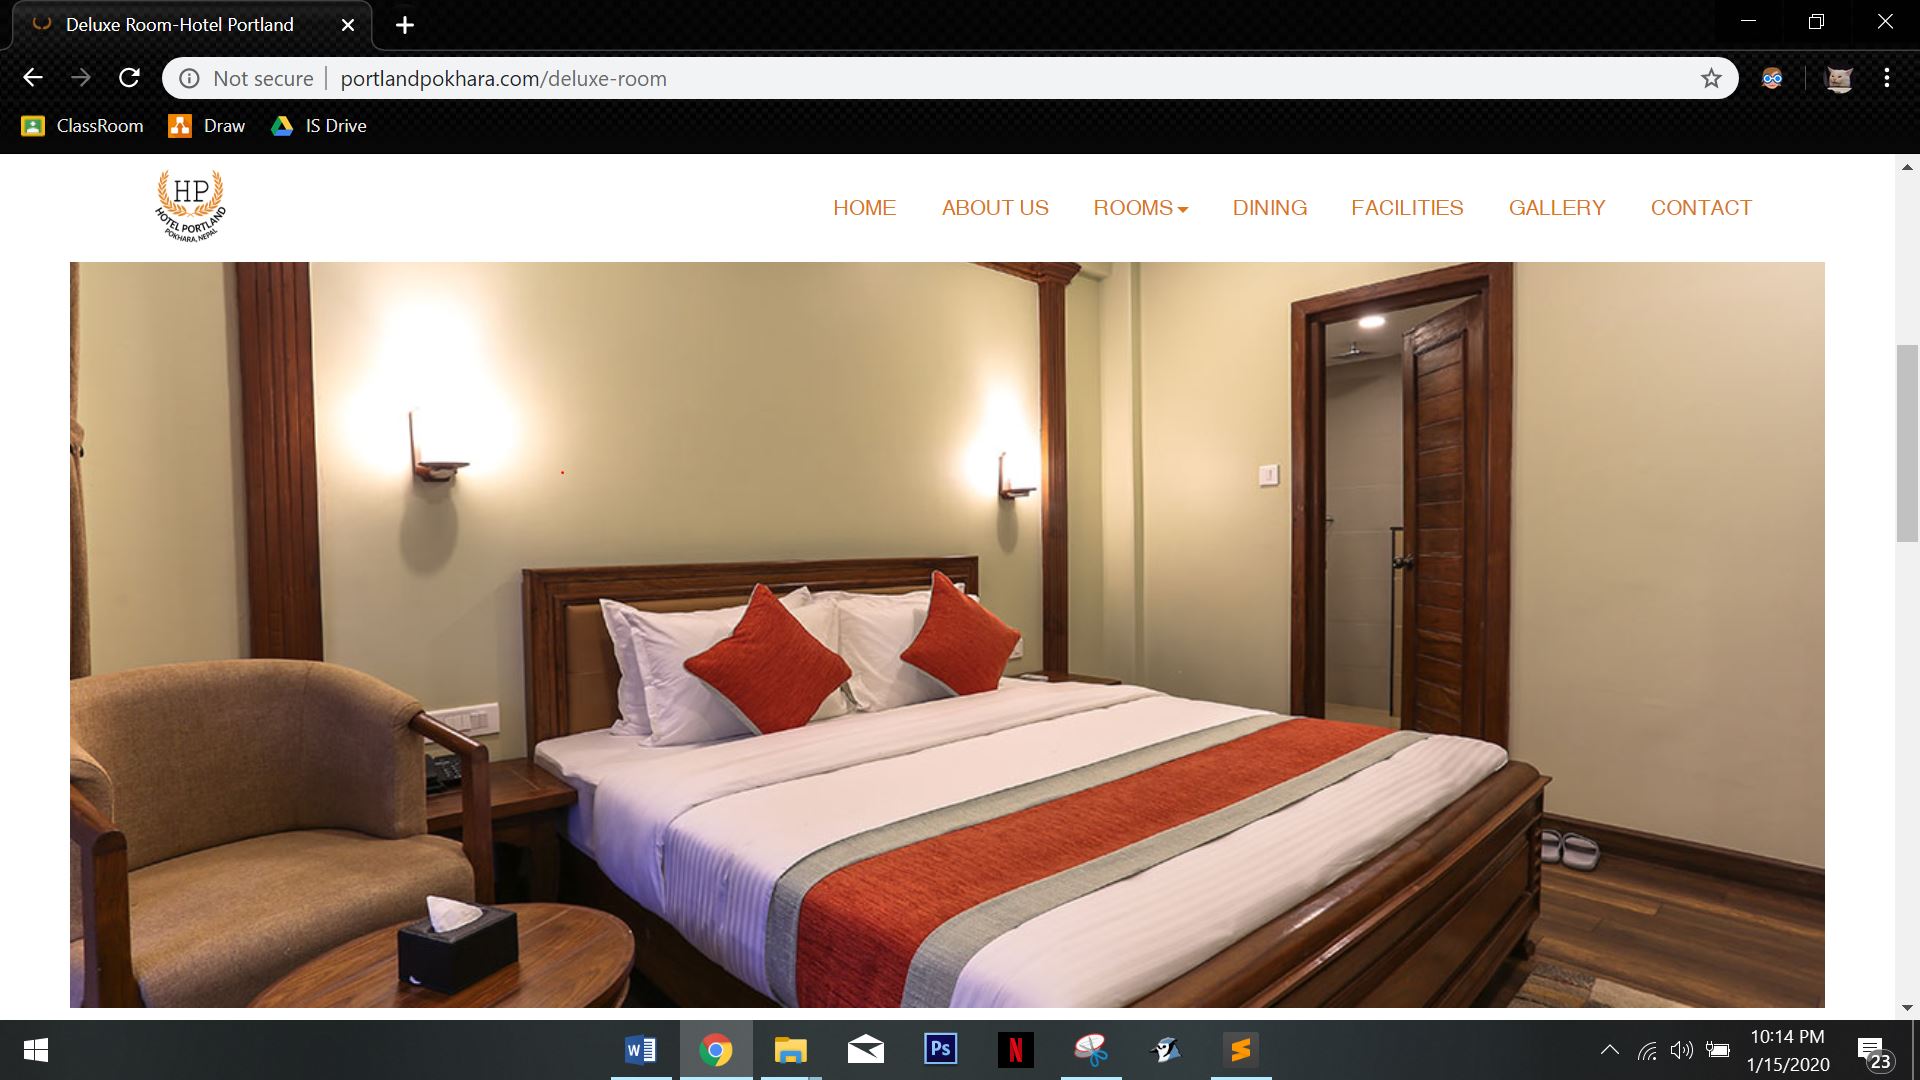 Deluxe Room-Hotel Portland
Not secure | portlandpokhara.com/deluxe-room
ClassRoom Draw IS Drive
HP
HOTEL PORTLAND
POKHARA, NEPAL
HOME ABOUT US ROOMS DINING FACILITIES GALLERY CONTACT
W Ps N S
10:14 PM
1/15/2020
23